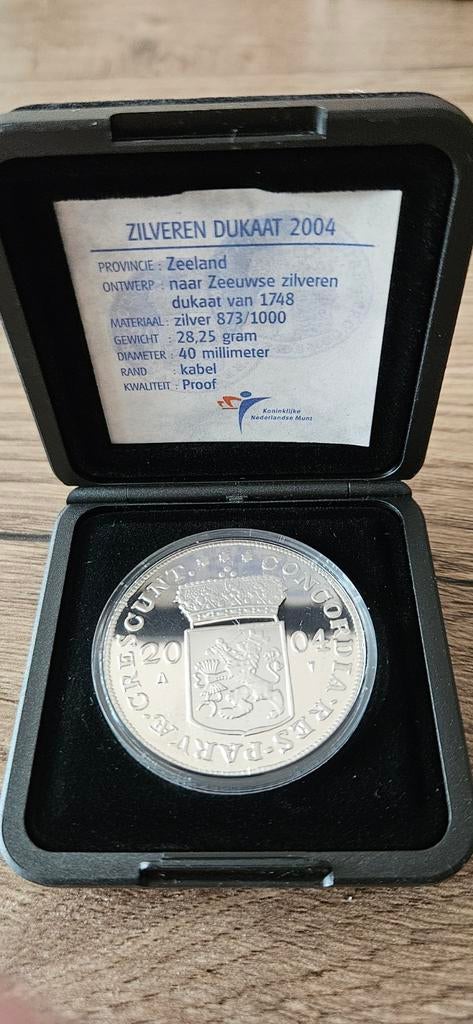 ZILVEREN DUKAAT 2004
PROVINCIE : Zeeland
ONTWERP : naar Zeeuwse zilveren
dukaat van 1748
MATERIAAL : zilver 873/1000
GEWICHT : 28,25 gram
DIAMETER : 40 millimeter
RAND : kabel
KWALITEIT : Proof
Koninklijke
Nederlandse Munt
CONCORDIA·RES·PARVÆ·CRESCUNT.
20 04